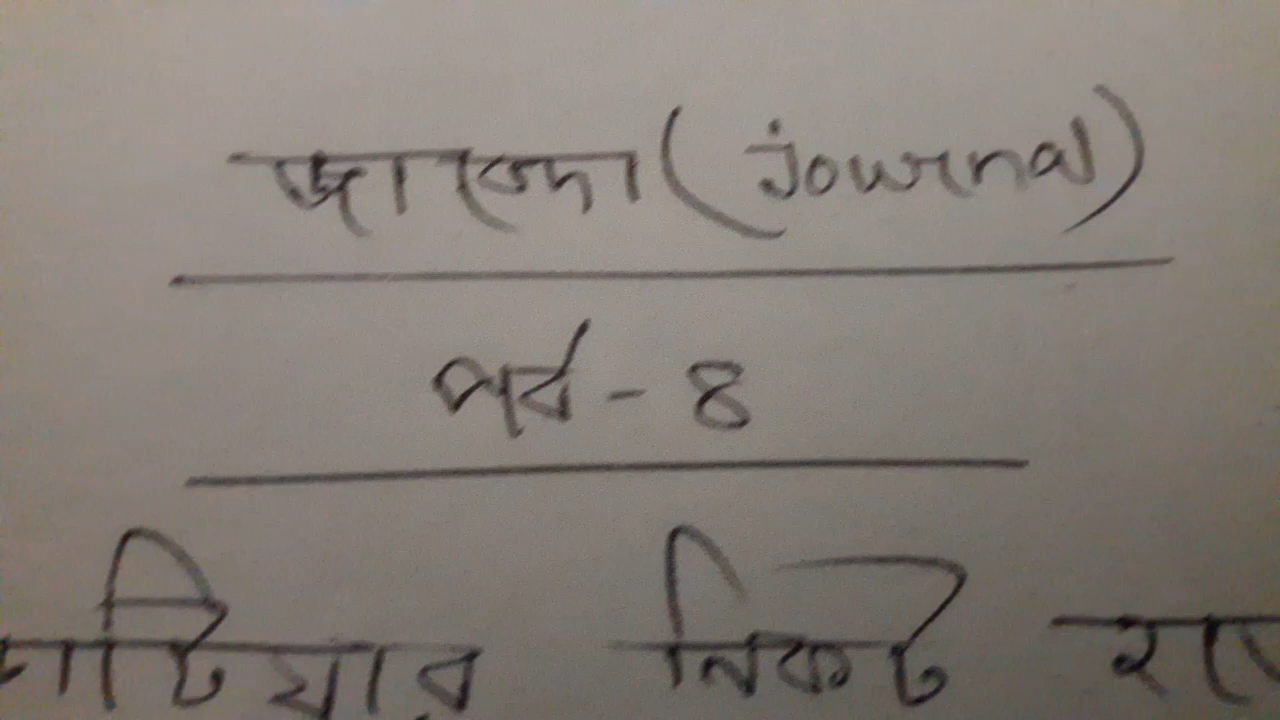 জাবেদা (Journal)
পর্ব - ৪
পাটিয়ার নিকট